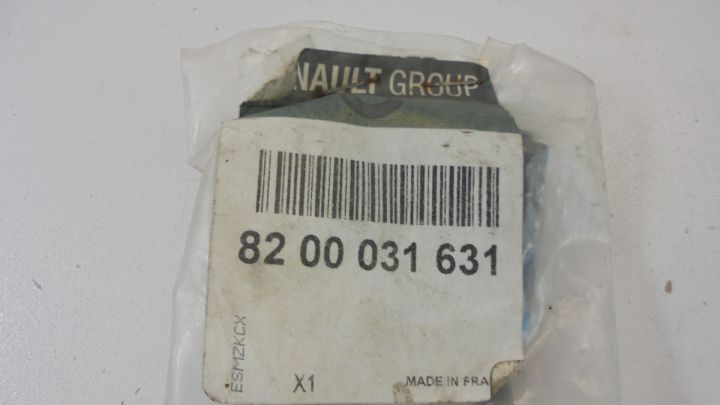 NAULT GROUP
82 00 031 631
ESMZKCX
X1
MADE IN FRA